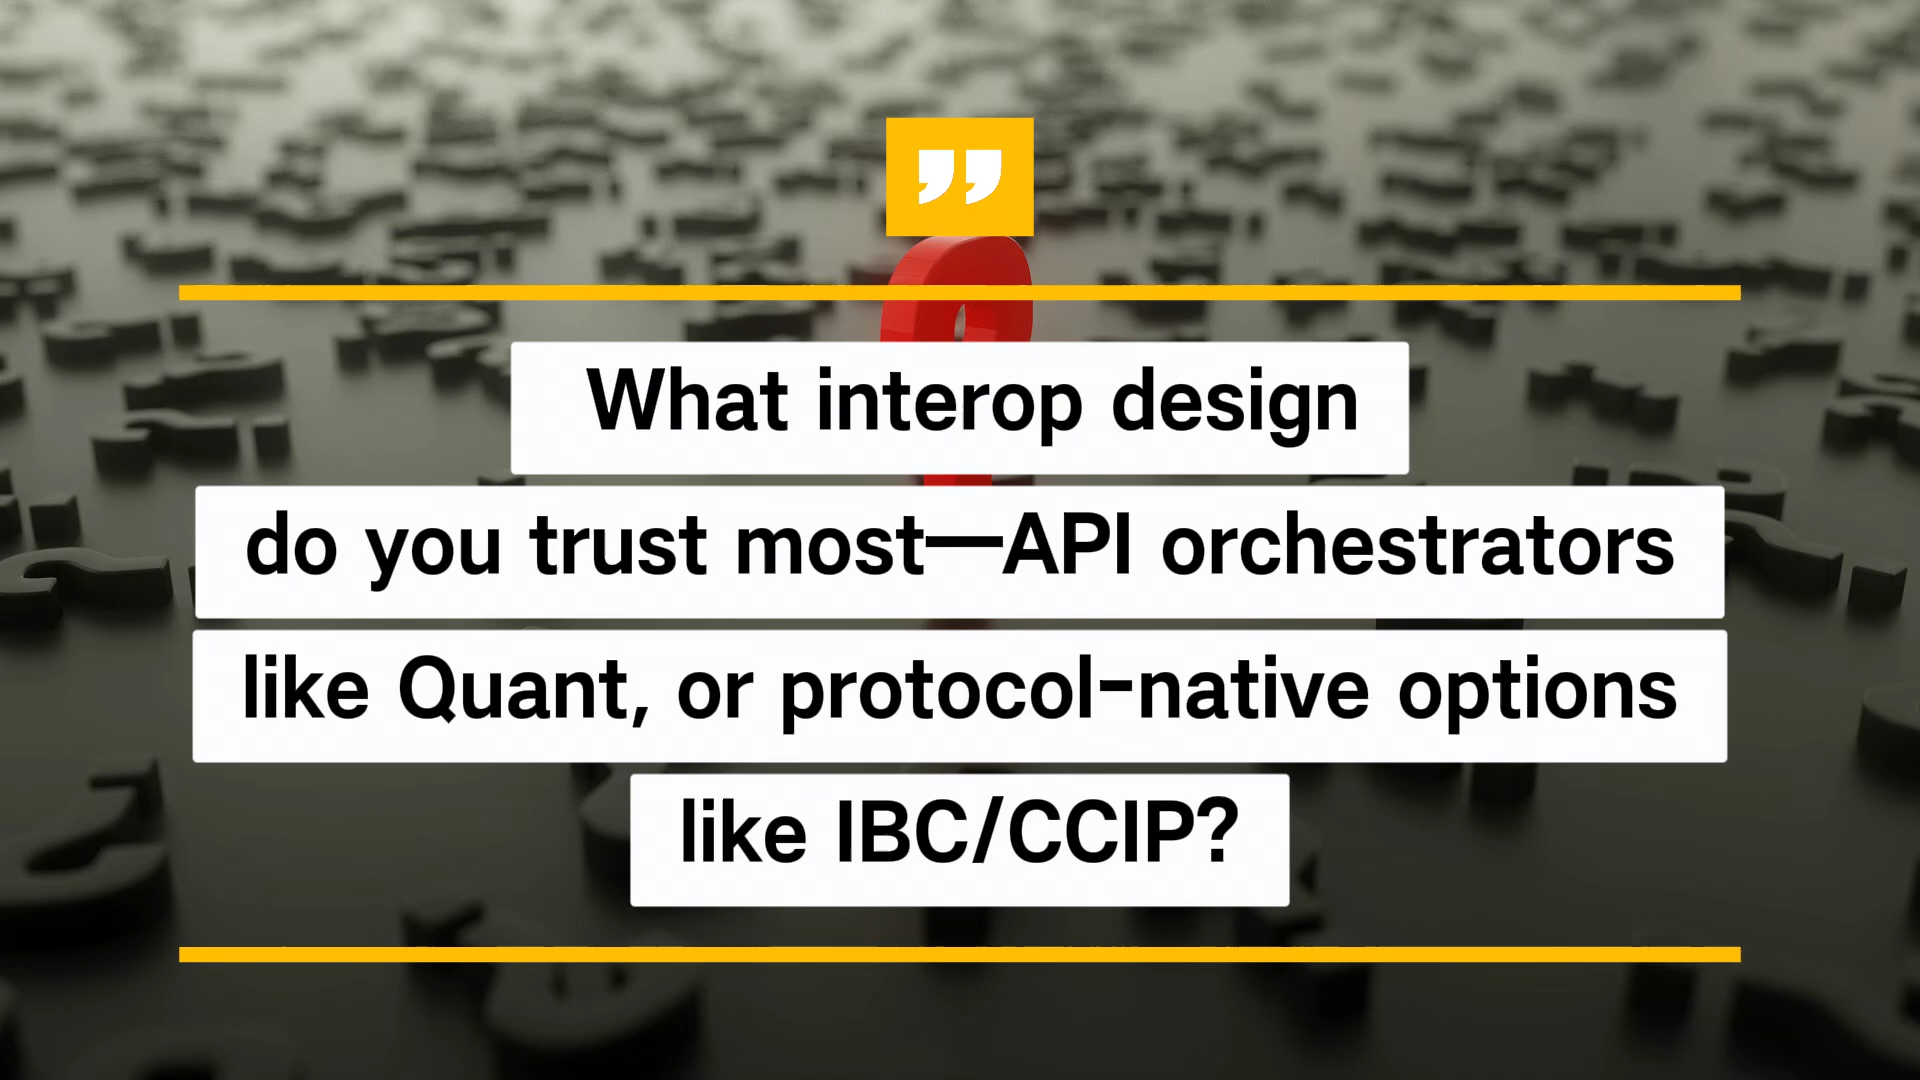 ”
What interop design
do you trust most—API orchestrators
like Quant, or protocol-native options
like IBC/CCIP?